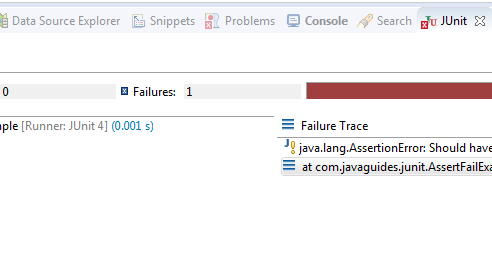 Data Source Explorer Snippets Problems Console Search JUnit
0 Failures: 1
mple [Runner: JUnit 4] (0.001 s) Failure Trace
java.lang.AssertionError: Should have
at com.javaguides.junit.AssertFailExa